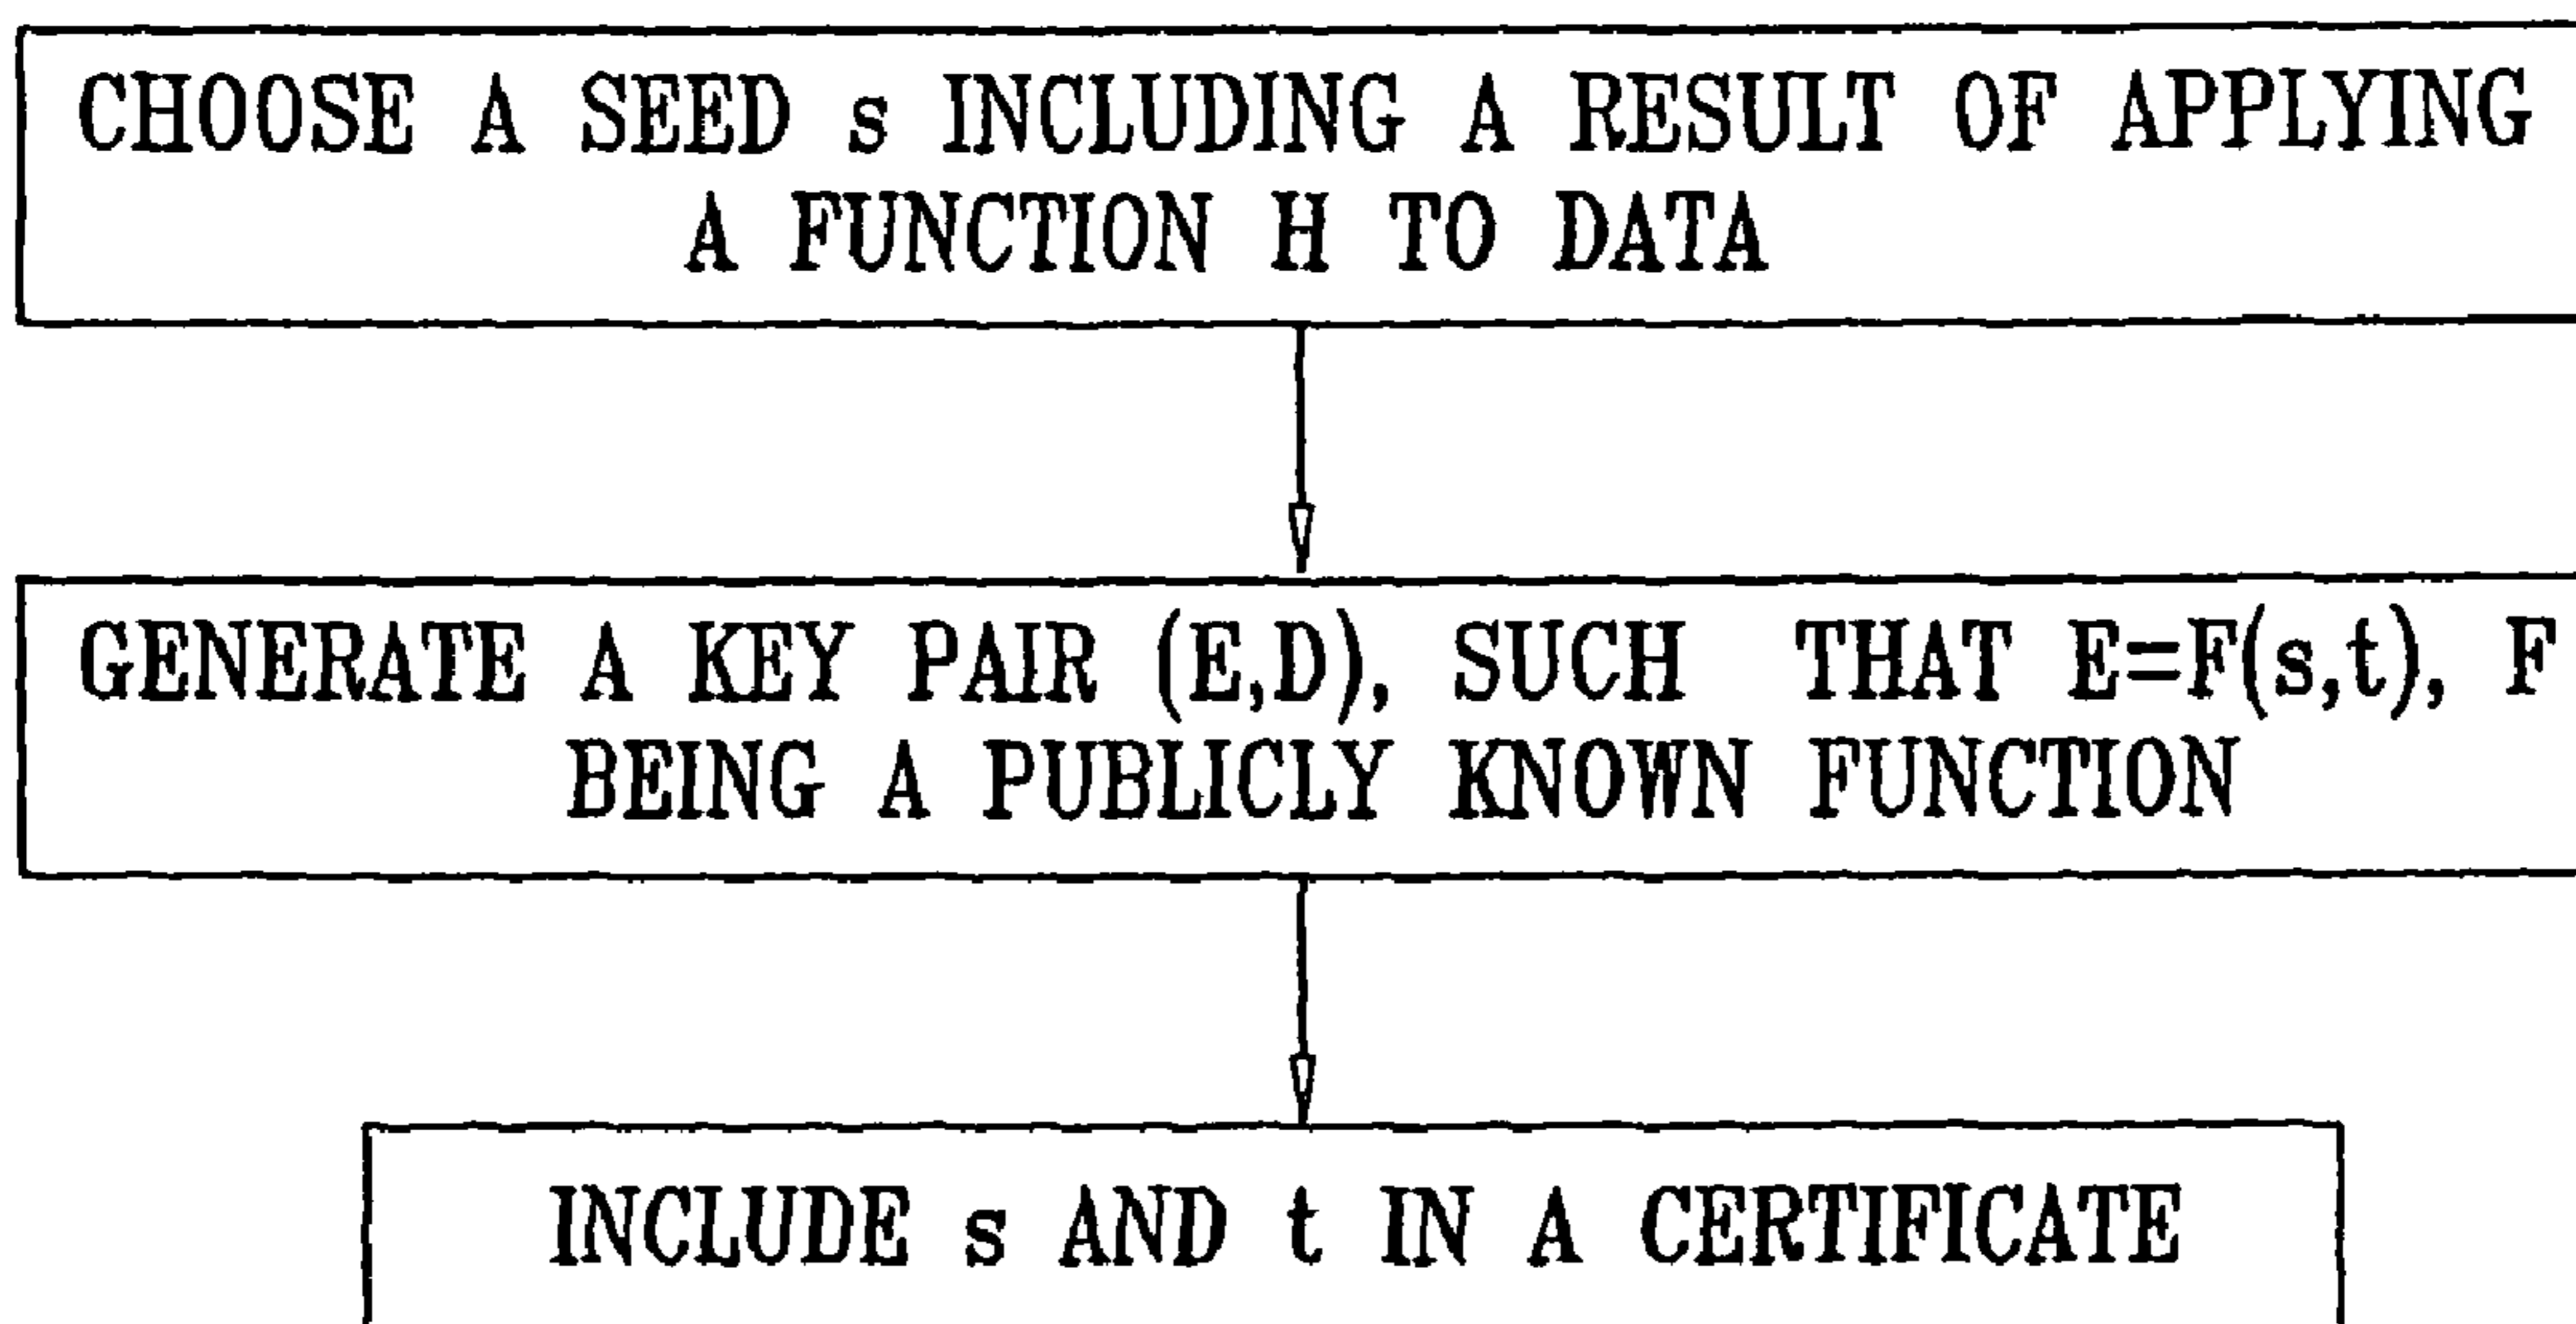 CHOOSE A SEED s INCLUDING A RESULT OF APPLYING
A FUNCTION H TO DATA
GENERATE A KEY PAIR (E,D), SUCH THAT E=F(s,t), F
BEING A PUBLICLY KNOWN FUNCTION
INCLUDE s AND t IN A CERTIFICATE